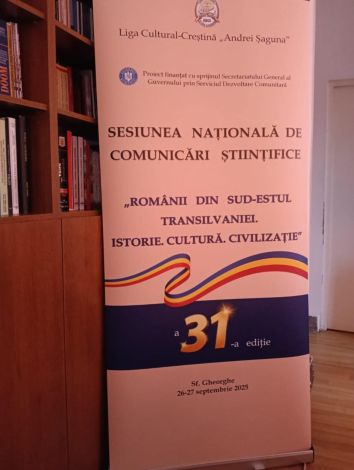 Liga Cultural-Creștină „Andrei Șaguna"
Proiect finanțat cu sprijinul Secretariatului General al
Guvernului prin Serviciul Dezvoltare Comunitară
SESIUNEA NAȚIONALĂ DE
COMUNICĂRI ȘTIINȚIFICE
„ROMÂNII DIN SUD-ESTUL
TRANSILVANIEI.
ISTORIE. CULTURĂ. CIVILIZAȚIE"
a 31-a ediție
Sf. Gheorghe
26-27 septembrie 2025
DOOM